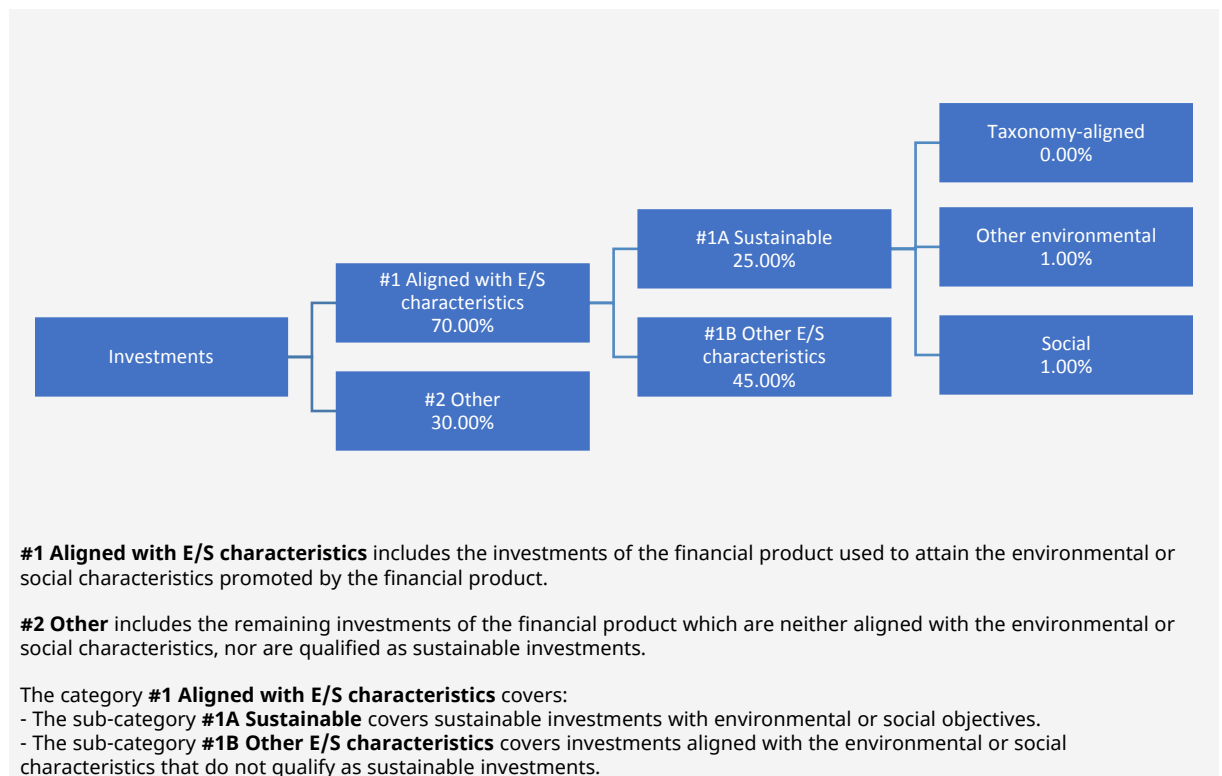 Investments
#1 Aligned with E/S
characteristics
70.00%
#2 Other
30.00%
#1A Sustainable
25.00%
#1B Other E/S
characteristics
45.00%
Taxonomy-aligned
0.00%
Other environmental
1.00%
Social
1.00%
#1 Aligned with E/S characteristics includes the investments of the financial product used to attain the environmental or
social characteristics promoted by the financial product.
#2 Other includes the remaining investments of the financial product which are neither aligned with the environmental or
social characteristics, nor are qualified as sustainable investments.
The category #1 Aligned with E/S characteristics covers:
- The sub-category #1A Sustainable covers sustainable investments with environmental or social objectives.
- The sub-category #1B Other E/S characteristics covers investments aligned with the environmental or social
characteristics that do not qualify as sustainable investments.